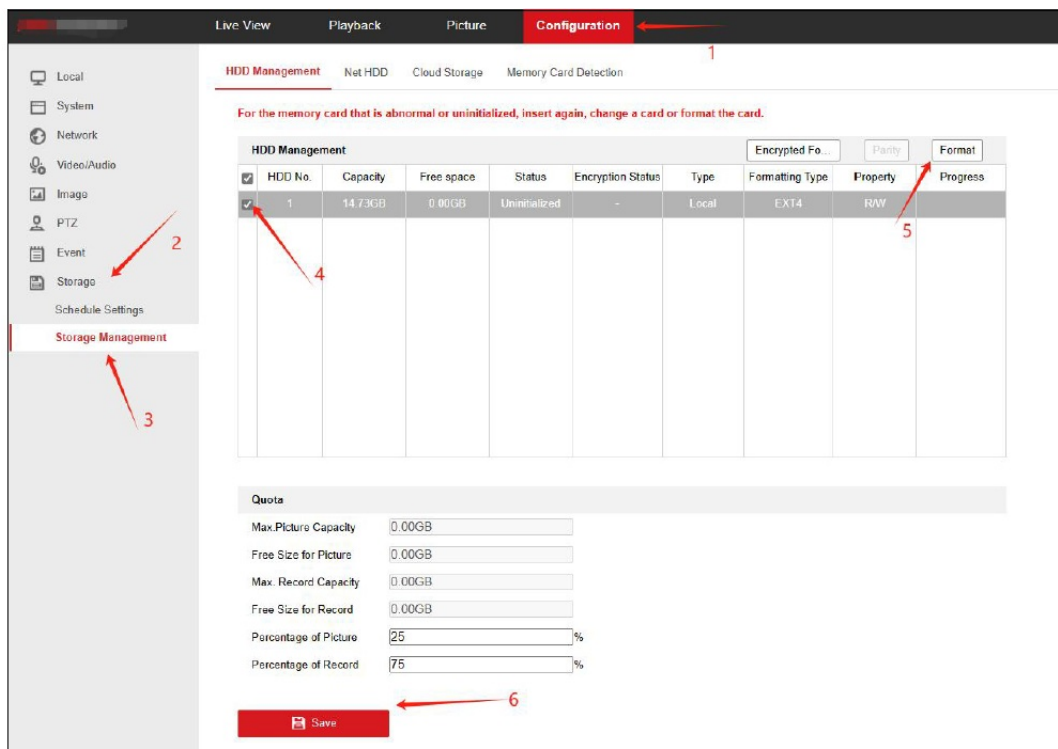 Live View Playback Picture Configuration
1
Local
System
Network
Video/Audio
Image
PTZ
Event
Storage
Schedule Settings
Storage Management
2
3
HDD Management Net HDD Cloud Storage Memory Card Detection
For the memory card that is abnormal or uninitialized, insert again, change a card or format the card.
HDD Management Encrypted Fo... Parity Format
HDD No. Capacity Free space Status Encryption Status Type Formatting Type Property Progress
1 14.73GB 0.00GB Uninitialized - Local EXT4 R/W
4
5
Quota
Max.Picture Capacity 0.00GB
Free Size for Picture 0.00GB
Max. Record Capacity 0.00GB
Free Size for Record 0.00GB
Percentage of Picture 25 %
Percentage of Record 75 %
6
Save